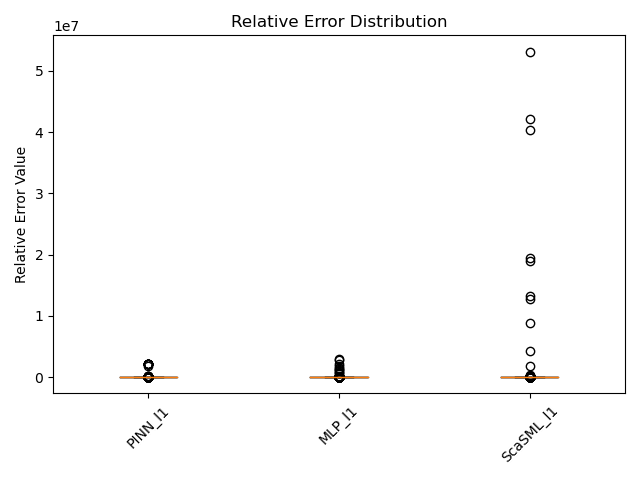 Relative Error Distribution
1e7
Relative Error Value
5
4
3
2
1
0
PINN_l1
MLP_l1
ScaSML_l1